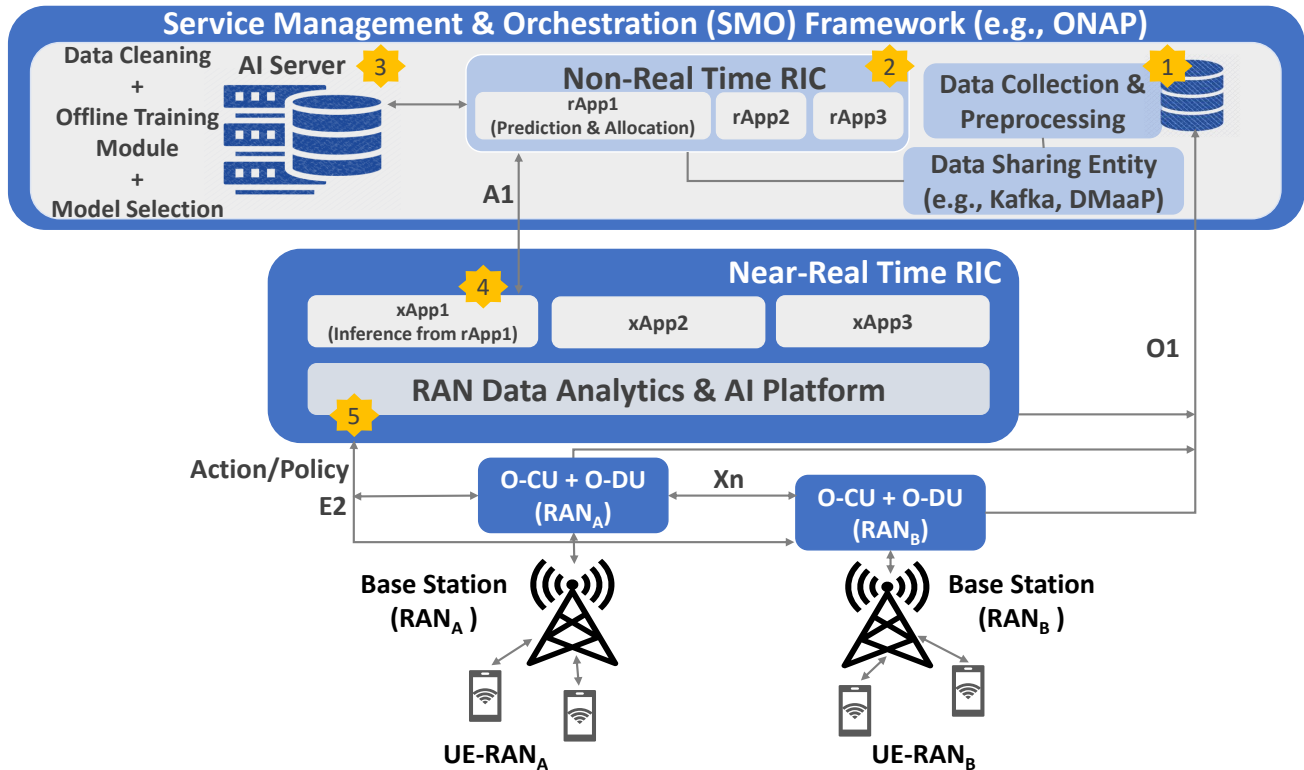 Service Management & Orchestration (SMO) Framework (e.g., ONAP)
Data Cleaning
+
Offline Training
Module
+
Model Selection
AI Server
3
Non-Real Time RIC
2
rApp1
(Prediction & Allocation)
rApp2
rApp3
1
Data Collection &
Preprocessing
Data Sharing Entity
(e.g., Kafka, DMaaP)
A1
Near-Real Time RIC
4
xApp1
(Inference from rApp1)
xApp2
xApp3
O1
RAN Data Analytics & AI Platform
5
Action/Policy
E2
O-CU + O-DU
(RANA)
Xn
O-CU + O-DU
(RANB)
Base Station
(RANA )
Base Station
(RANB )
UE-RANA
UE-RANB